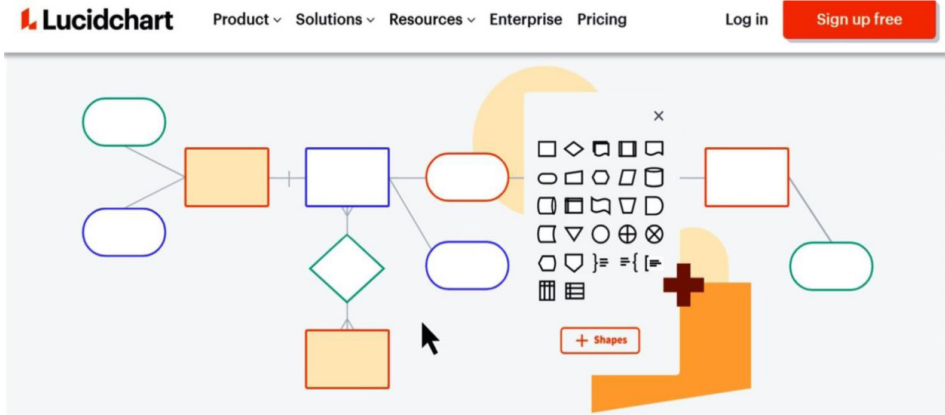 Lucidchart Product Solutions Resources Enterprise Pricing Log in Sign up free
+ Shapes